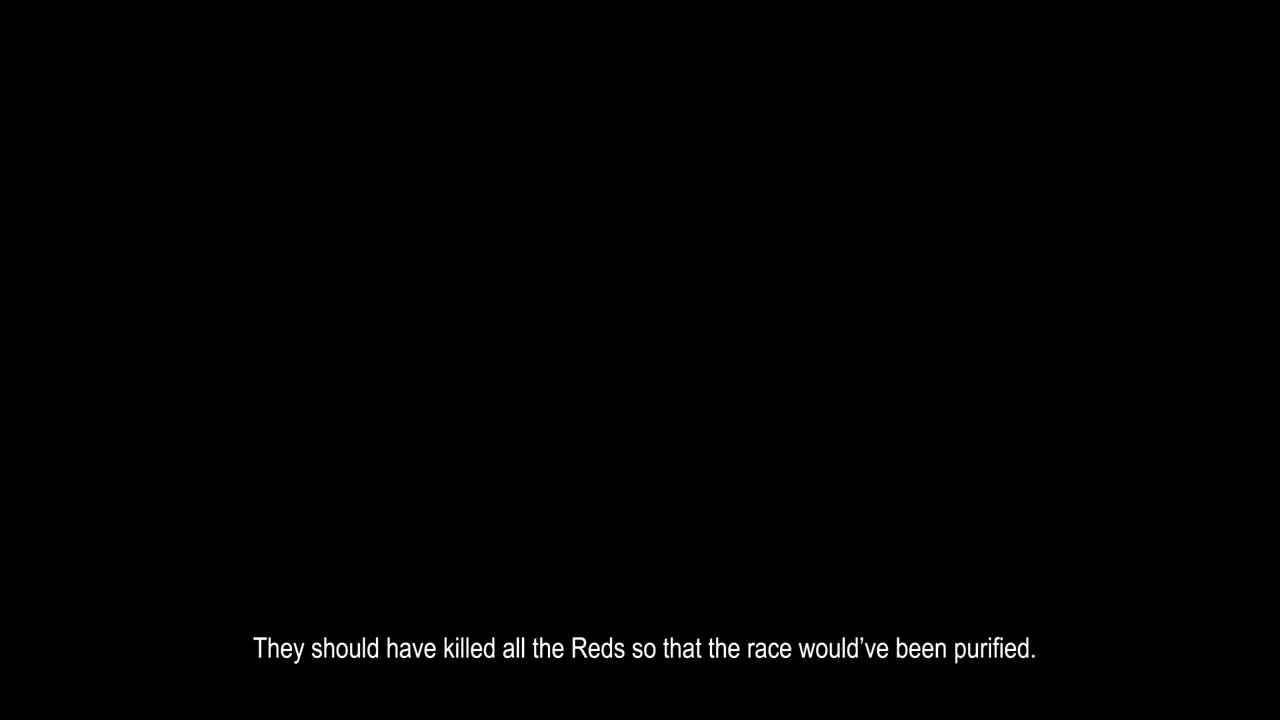 They should have killed all the Reds so that the race would’ve been purified.